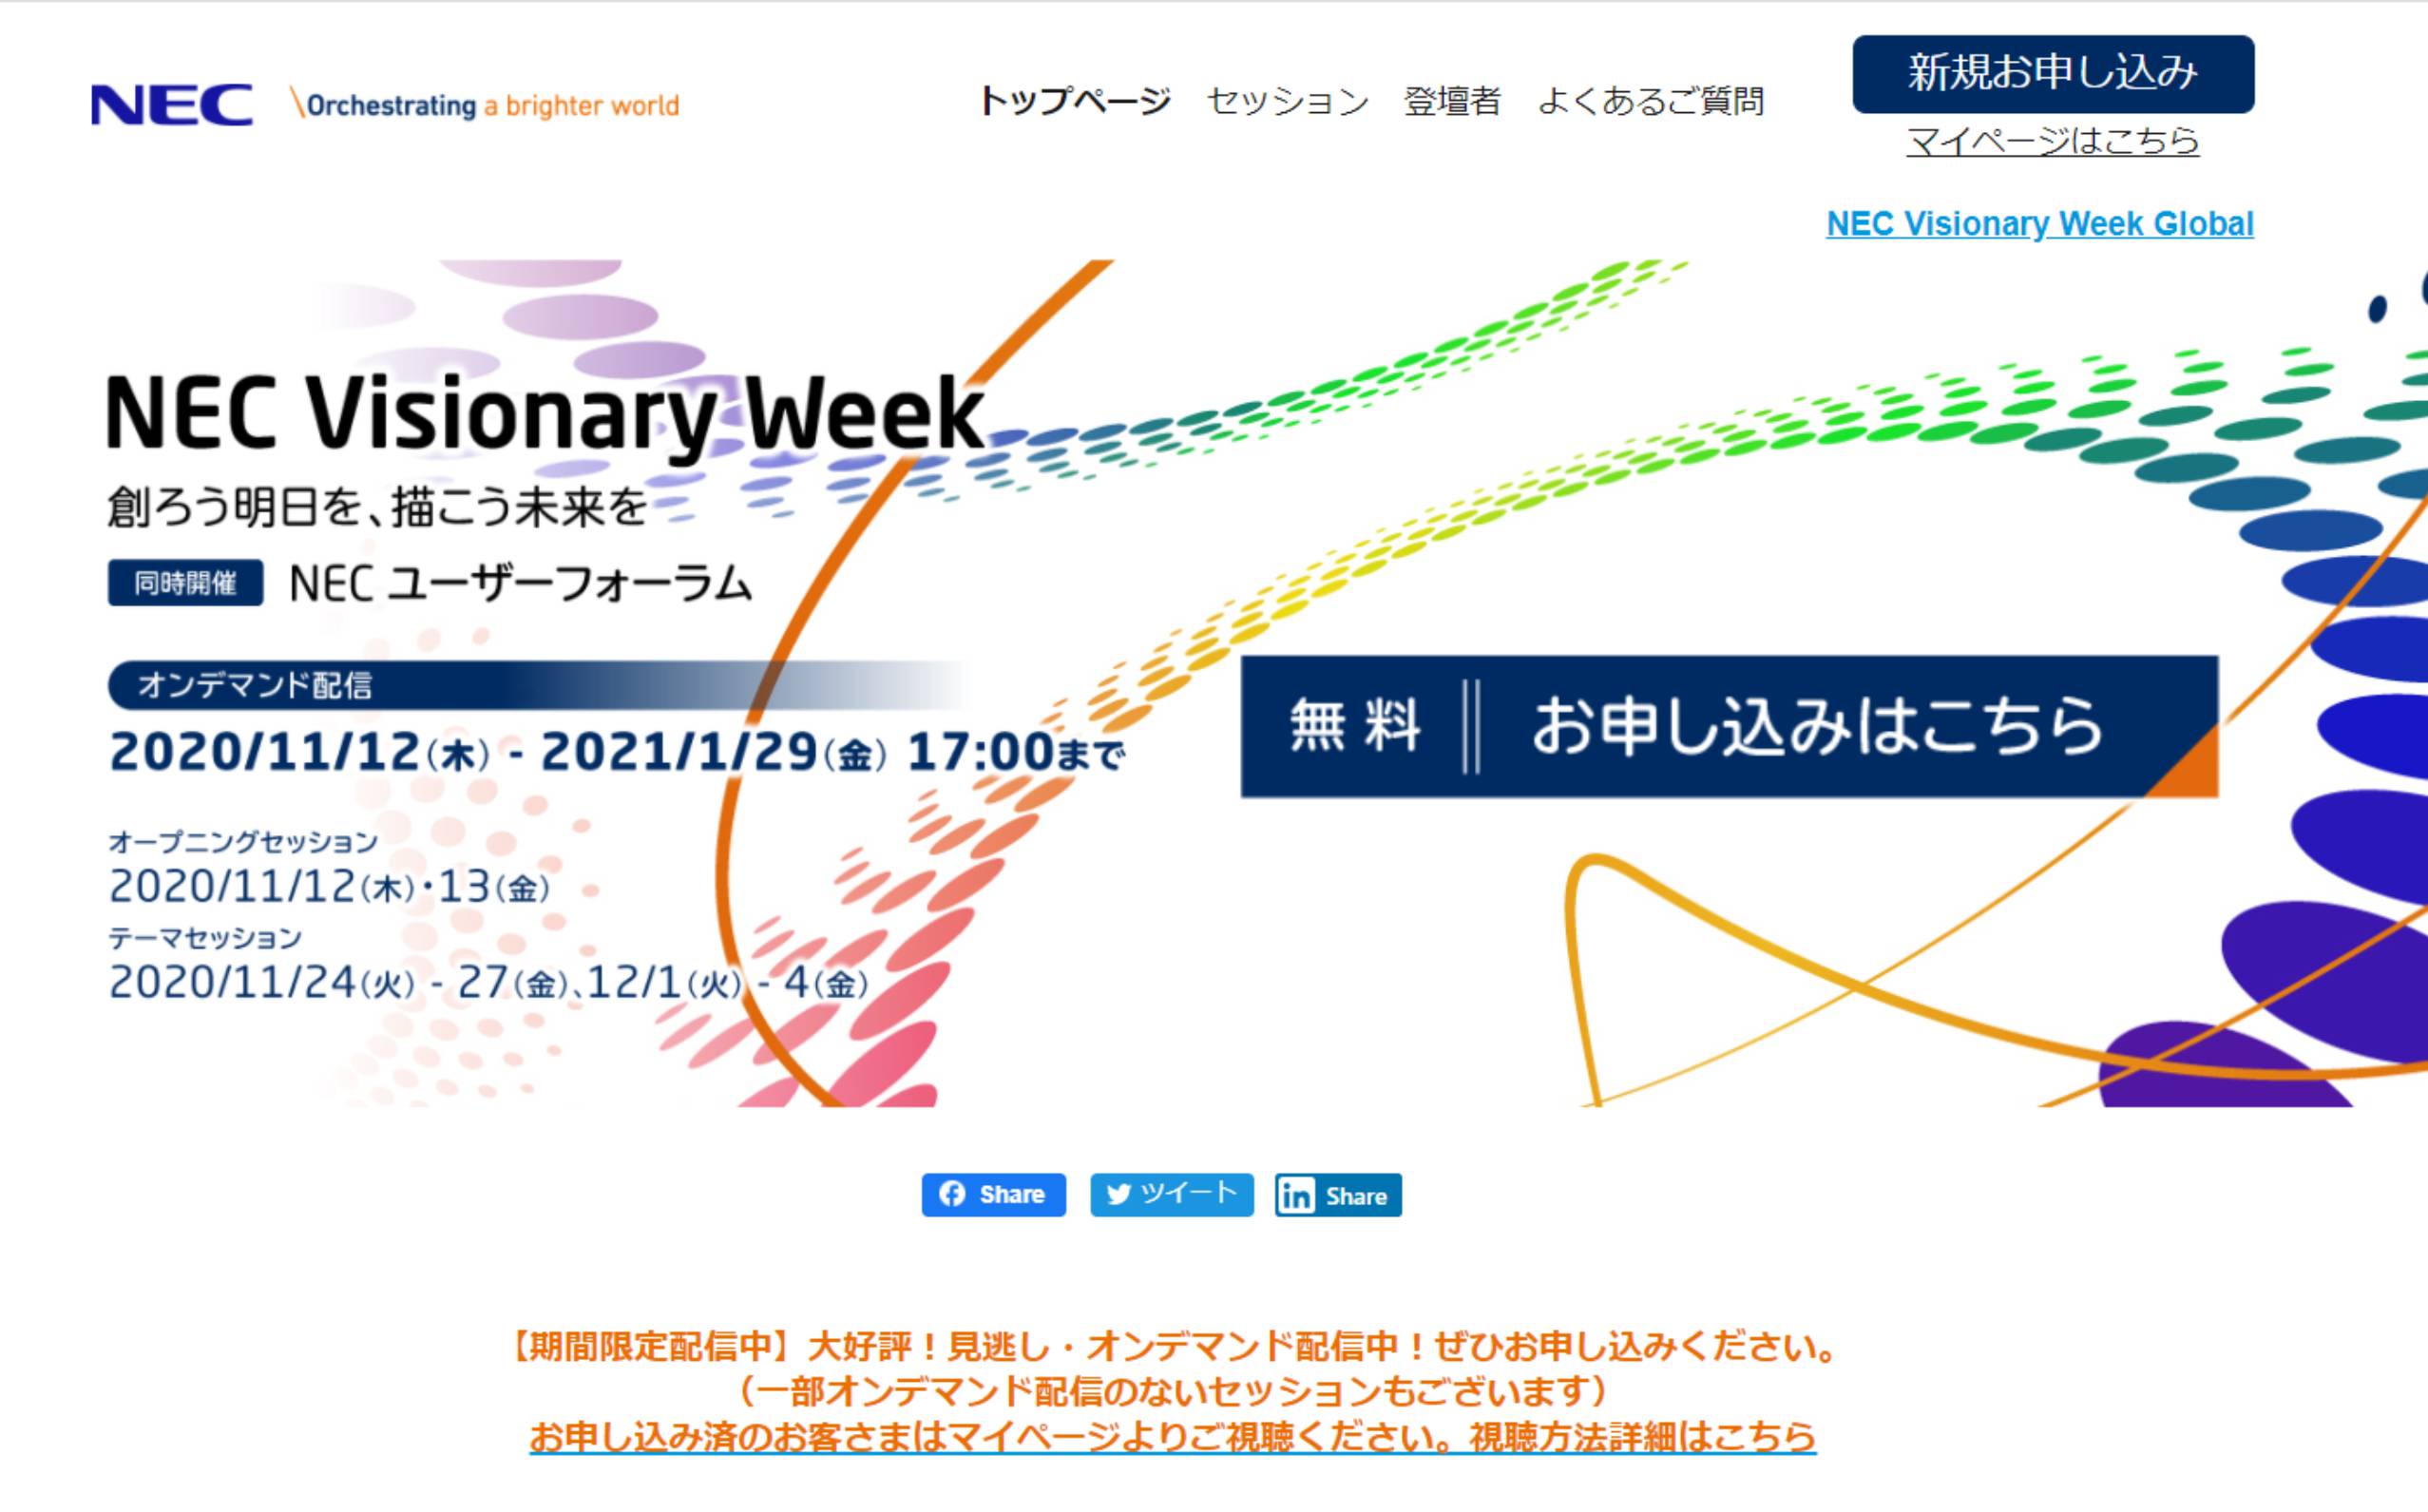 NEC \Orchestrating a brighter world
トップページ セッション 登壇者 よくあるご質問
新規お申し込み
マイページはこちら
NEC Visionary Week Global
NEC Visionary Week
創ろう明日を、描こう未来を
同時開催 NEC ユーザーフォーラム
オンデマンド配信
2020/11/12(木) - 2021/1/29(金) 17:00まで
無料 お申し込みはこちら
オープニングセッション
2020/11/12(木)・13(金)
テーマセッション
2020/11/24(火) - 27(金)、12/1(火) - 4(金)
Share ツイート in Share
【期間限定配信中】大好評！見逃し・オンデマンド配信中！ぜひお申し込みください。
（一部オンデマンド配信のないセッションもございます）
お申し込み済のお客さまはマイページよりご視聴ください。視聴方法詳細はこちら